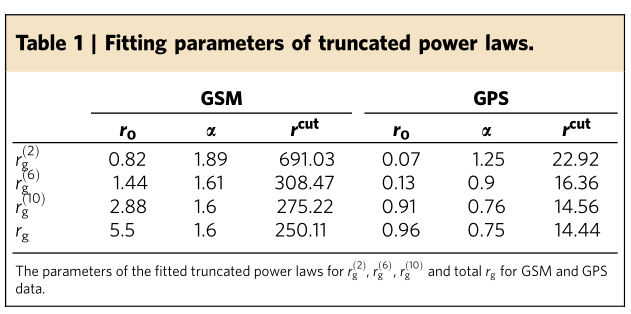 Table 1 | Fitting parameters of truncated power laws.
GSM GPS
r₀ α r^cut r₀ α r^cut
r_g^(2) 0.82 1.89 691.03 0.07 1.25 22.92
r_g^(6) 1.44 1.61 308.47 0.13 0.9 16.36
r_g^(10) 2.88 1.6 275.22 0.91 0.76 14.56
r_g 5.5 1.6 250.11 0.96 0.75 14.44
The parameters of the fitted truncated power laws for r_g^(2), r_g^(6), r_g^(10) and total r_g for GSM and GPS
data.